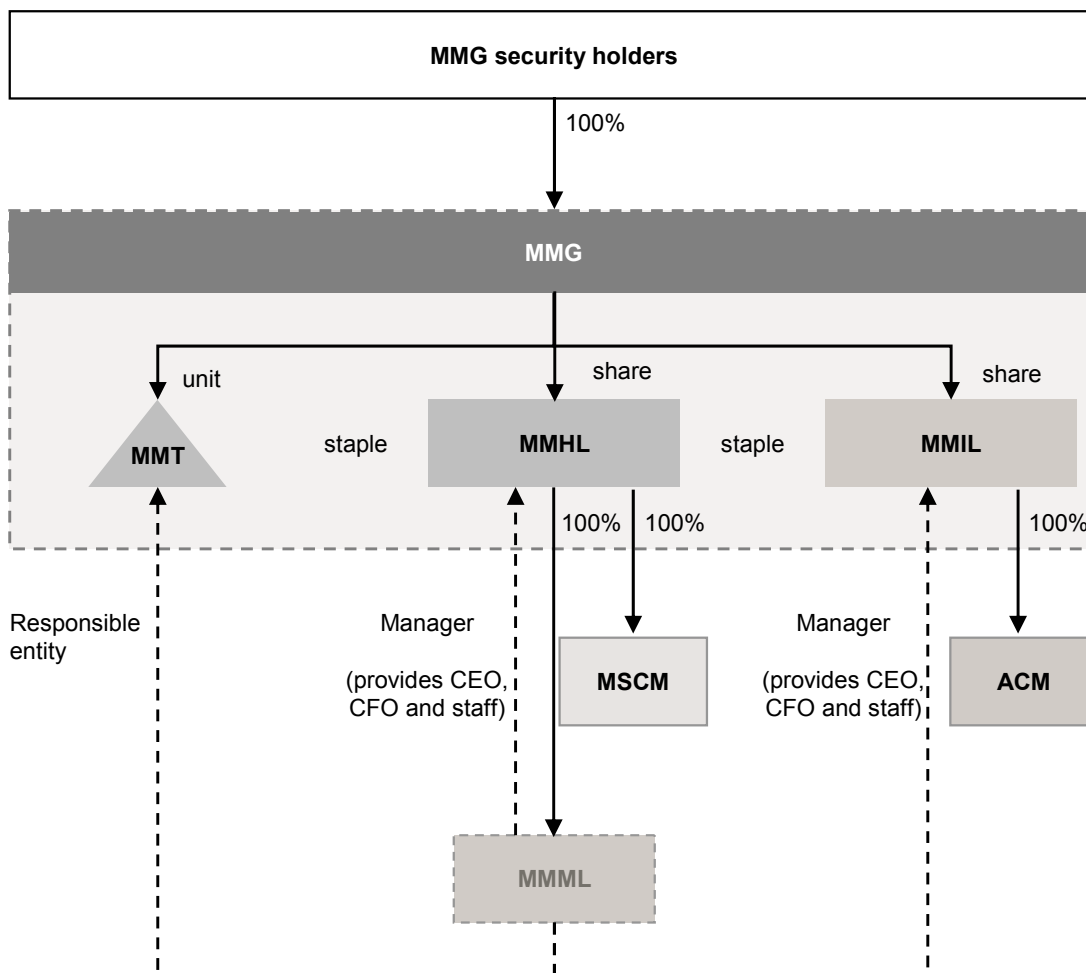 MMG security holders
100%
MMG
unit
share
share
MMT
staple
MMHL
staple
MMIL
100%
100%
100%
Responsible
entity
Manager
(provides CEO,
CFO and staff)
MSCM
Manager
(provides CEO,
CFO and staff)
ACM
MMML